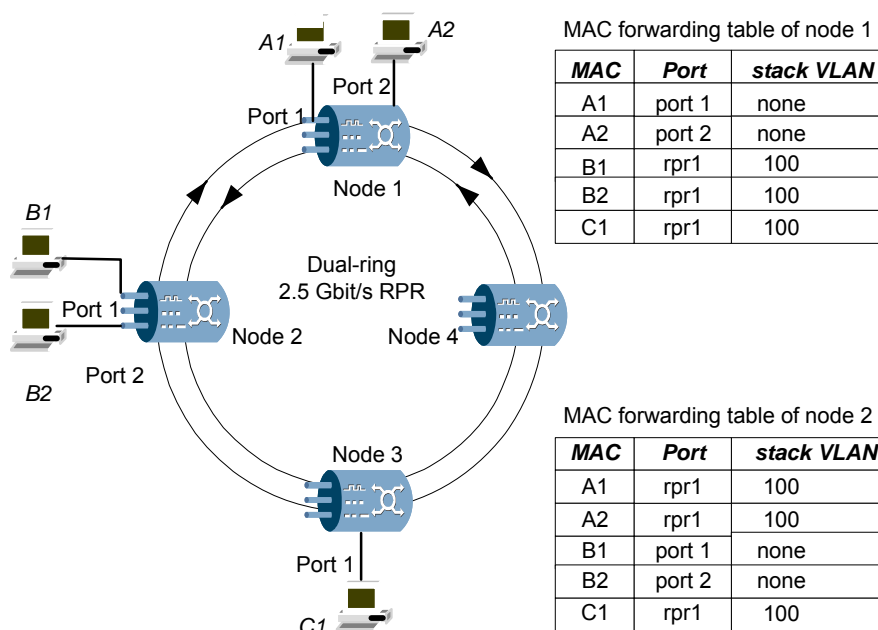 A1
A2
MAC forwarding table of node 1
MAC Port stack VLAN
A1 port 1 none
A2 port 2 none
B1 rpr1 100
B2 rpr1 100
C1 rpr1 100
Port 2
Port 1
Node 1
B1
Dual-ring
2.5 Gbit/s RPR
Port 1
Node 2
Node 4
Port 2
B2
Node 3
Port 1
C1
MAC forwarding table of node 2
MAC Port stack VLAN
A1 rpr1 100
A2 rpr1 100
B1 port 1 none
B2 port 2 none
C1 rpr1 100